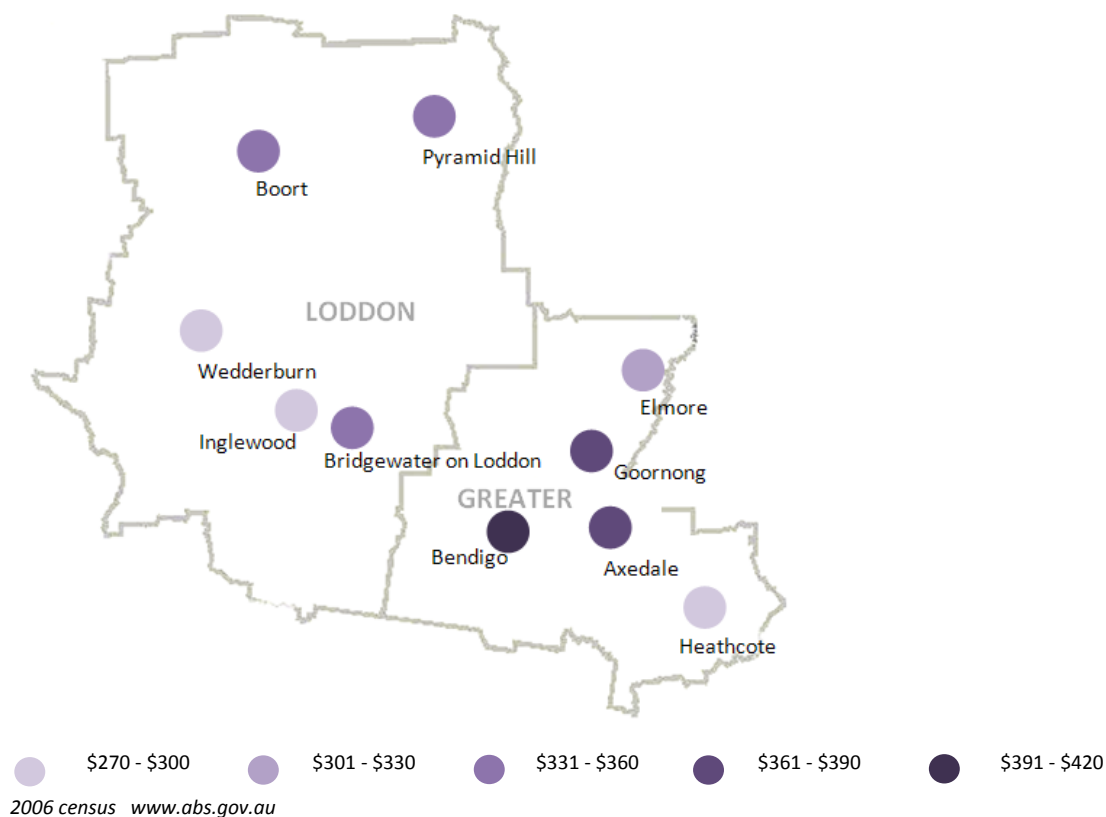 Pyramid Hill
Boort
LODDON
Wedderburn
Elmore
Inglewood
Bridgewater on Loddon
Goornong
GREATER
Bendigo
Axedale
Heathcote
$270 - $300 $301 - $330 $331 - $360 $361 - $390 $391 - $420
2006 census www.abs.gov.au